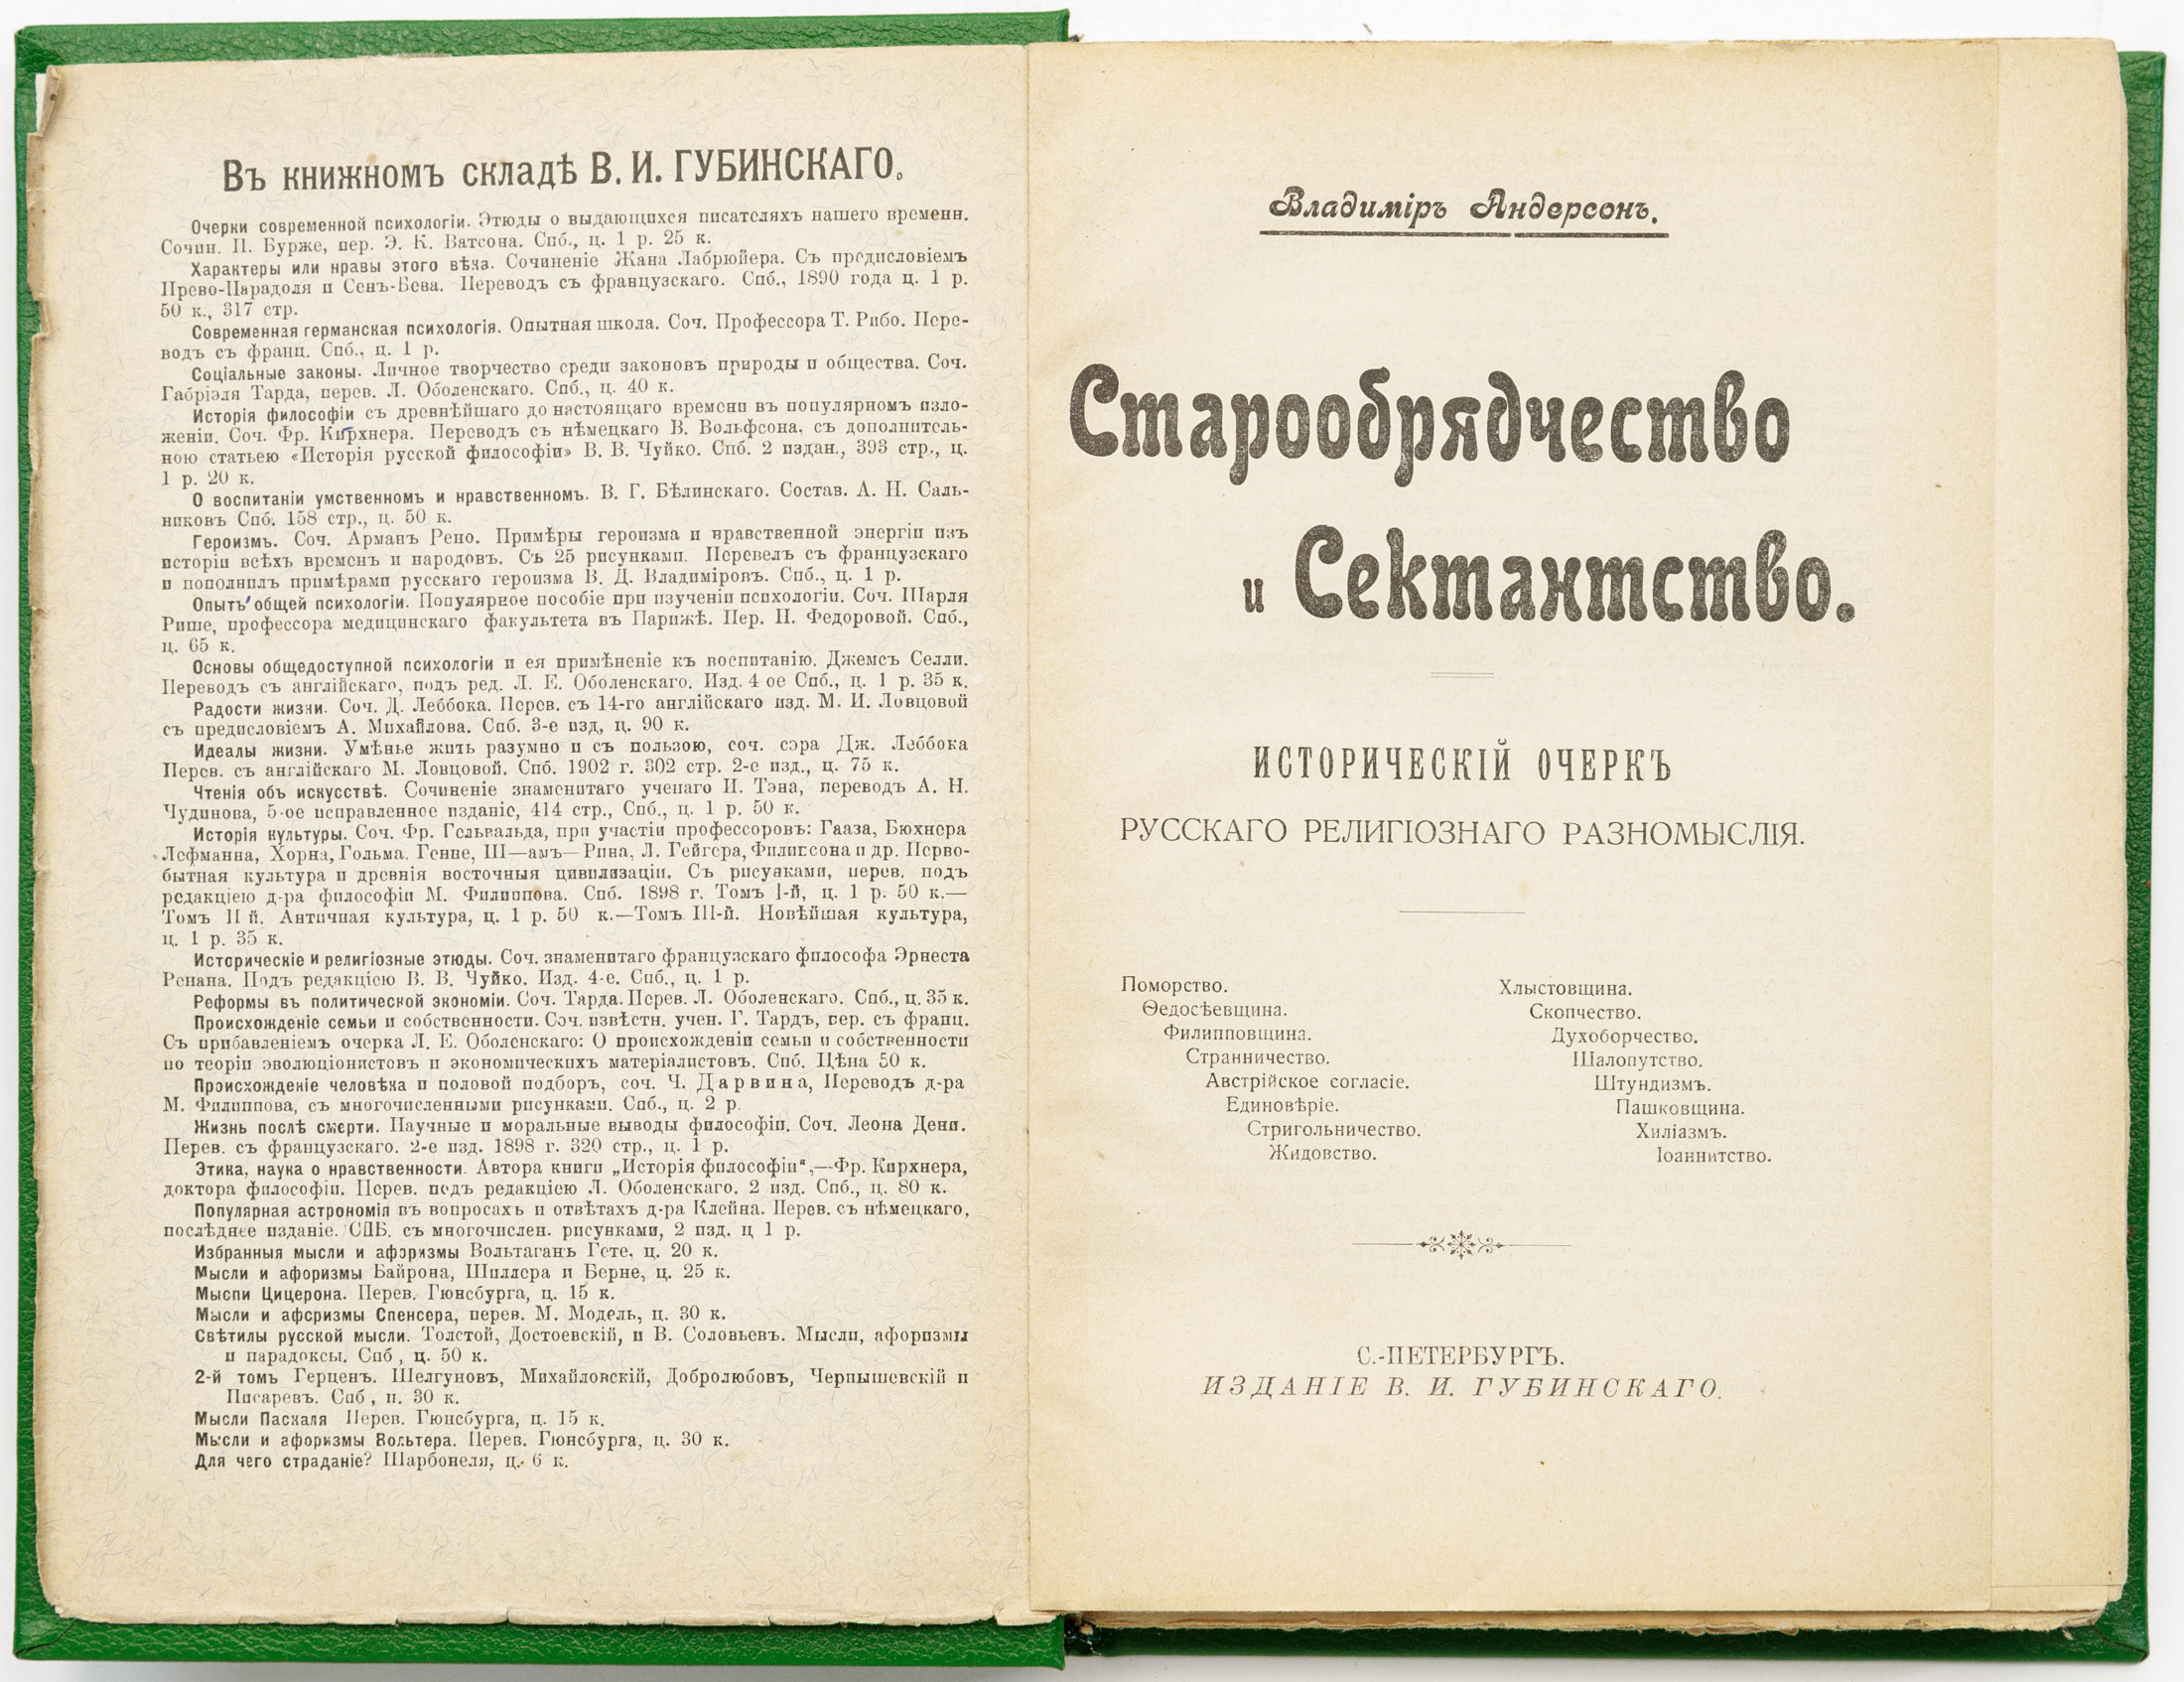 Въ книжномъ складѣ В. И. ГУБИНСКАГО.
Очерки современной психологіи. Этюды о выдающихся писателяхъ нашего времени.
Сочин. П. Бурже, пер. Э. К. Ватсона. Спб., ц. 1 р. 25 к.
Характеры или нравы этого вѣка. Сочиненіе Жана Лабрюйера. Съ предисловіемъ
Прево-Парадоля и Сенъ-Бева. Переводъ съ французскаго. Спб., 1890 года ц. 1 р.
50 к., 317 стр.
Современная германская психологія. Опытная школа. Соч. Профессора Т. Рибо. Пере-
водъ съ франц. Спб., ц. 1 р.
Соціальные законы. Личное творчество среди законовъ природы и общества. Соч.
Габріэля Тарда, перев. Л. Оболенскаго. Спб., ц. 40 к.
Исторія философіи съ древнѣйшаго до настоящаго времени въ популярномъ изло-
женіи. Соч. Фр. Кирхнера. Переводъ съ нѣмецкаго В. Вольфсона, съ дополнитель-
ною статьею «Исторія русской философіи» В. В. Чуйко. Спб. 2 издан., 393 стр., ц.
1 р. 20 к.
О воспитаніи умственномъ и нравственномъ. В. Г. Бѣлинскаго. Состав. А. Н. Саль-
никовъ Спб. 158 стр., ц. 50 к.
Героизмъ. Соч. Арманъ Рено. Примѣры героизма и нравственной энергіи изъ
исторіи всѣхъ временъ и народовъ. Съ 25 рисунками. Перевелъ съ французскаго
и пополнилъ примѣрами русскаго героизма В. Д. Владиміровъ. Спб., ц. 1 р.
Опытъ общей психологіи. Популярное пособіе при изученіи психологіи. Соч. Шарля
Рише, профессора медицинскаго факультета въ Парижѣ. Пер. Н. Федоровой. Спб.,
ц. 65 к.
Основы общедоступной психологіи и ея примѣненіе къ воспитанію. Джемсъ Селли.
Переводъ съ англійскаго, подъ ред. Л. Е. Оболенскаго. Изд. 4 ое Спб., ц. 1 р. 35 к.
Радости жизни. Соч. Д. Леббока. Перев. съ 14-го англійскаго изд. М. И. Ловцовой
съ предисловіемъ А. Михайлова. Спб. 3-е изд, ц. 90 к.
Идеалы жизни. Умѣнье жить разумно и съ пользою, соч. сэра Дж. Леббока
Перев. съ англійскаго М. Ловцовой. Спб. 1902 г. 302 стр. 2-е изд., ц. 75 к.
Чтенія объ искусствѣ. Сочиненіе знаменитаго ученаго И. Тэна, переводъ А. Н.
Чудинова, 5-ое исправленное изданіе, 414 стр., Спб., ц. 1 р. 50 к.
Исторія культуры. Соч. Фр. Гельвальда, при участіи профессоровъ: Гааза, Бюхнера
Лефманна, Хорна, Гольма, Генне, Ш—амъ—Рина, Л. Гейгера, Филипсона и др. Перво-
бытная культура и древнія восточныя цивилизаціи. Съ рисунками, перев. подъ
редакціею д-ра философіи М. Филиппова. Спб. 1898 г. Томъ I-й, ц. 1 р. 50 к.—
Томъ II й. Античная культура, ц. 1 р. 50 к.—Томъ III-й. Новѣйшая культура,
ц. 1 р. 35 к.
Историческіе и религіозные этюды. Соч. знаменитаго французскаго философа Эрнеста
Ренана. Подъ редакціею В. В. Чуйко. Изд. 4-е. Спб., ц. 1 р.
Реформы въ политической экономіи. Соч. Тарда. Перев. Л. Оболенскаго. Спб., ц. 35 к.
Происхожденіе семьи и собственности. Соч. извѣстн. учен. Г. Тардъ, пер. съ франц.
Съ прибавленіемъ очерка Л. Е. Оболенскаго: О происхожденіи семьи и собственности
по теоріи эволюціонистовъ и экономическихъ матеріалистовъ. Спб. Цѣна 50 к.
Происхожденіе человѣка и половой подборъ, соч. Ч. Дарвина, Переводъ д-ра
М. Филиппова, съ многочисленными рисунками. Спб., ц. 2 р.
Жизнь послѣ смерти. Научные и моральные выводы философіи. Соч. Леона Дени.
Перев. съ французскаго. 2-е изд. 1898 г. 320 стр., ц. 1 р.
Этика, наука о нравственности. Автора книги „Исторія философіи“,—Фр. Кирхнера,
доктора философіи. Перев. подъ редакціею Л. Оболенскаго. 2 изд. Спб., ц. 80 к.
Популярная астрономія въ вопросахъ и отвѣтахъ д-ра Клейна. Перев. съ нѣмецкаго,
послѣднее изданіе. СПБ. съ многочислен. рисунками, 2 изд. ц 1 р.
Избранныя мысли и афоризмы Вольтаганъ Гете, ц. 20 к.
Мысли и афоризмы Байрона, Шиллера и Берне, ц. 25 к.
Мысли Цицерона. Перев. Гюнсбурга, ц. 15 к.
Мысли и афоризмы Спенсера, перев. М. Модель, ц. 30 к.
Свѣтилы русской мысли. Толстой, Достоевскій, и В. Соловьевъ. Мысли, афоризмы
и парадоксы. Спб , ц. 50 к.
2-й томъ Герценъ. Шелгуновъ, Михайловскій, Добролюбовъ, Чернышевскій и
Писаревъ. Спб , ц. 30 к.
Мысли Паскаля Перев. Гюнсбурга, ц. 15 к.
Мысли и афоризмы Вольтера. Перев. Гюнсбурга, ц. 30 к.
Для чего страданіе? Шарбонеля, ц. 6 к.
Владиміръ Андерсонъ.
Старообрядчество
и Сектантство.
ИСТОРИЧЕСКІЙ ОЧЕРКЪ
РУССКАГО РЕЛИГІОЗНАГО РАЗНОМЫСЛІЯ.
Поморство.
Ѳедосѣевщина.
Филипповщина.
Странничество.
Австрійское согласіе.
Единовѣріе.
Стригольничество.
Жидовство.
Хлыстовщина.
Скопчество.
Духоборчество.
Шалопутство.
Штундизмъ.
Пашковщина.
Хиліазмъ.
Іоаннитство.
С.-ПЕТЕРБУРГЪ.
ИЗДАНІЕ В. И. ГУБИНСКАГО.